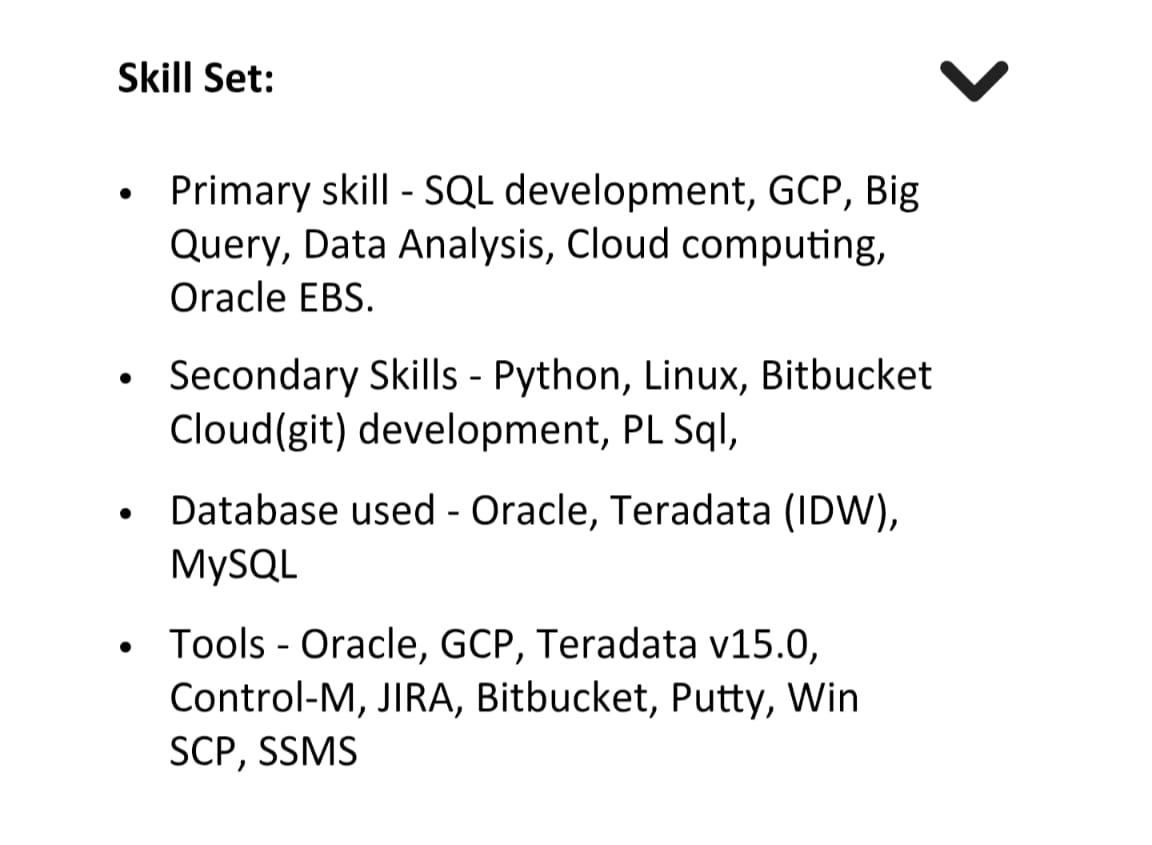 Skill Set:
• Primary skill - SQL development, GCP, Big
Query, Data Analysis, Cloud computing,
Oracle EBS.
• Secondary Skills - Python, Linux, Bitbucket
Cloud(git) development, PL Sql,
• Database used - Oracle, Teradata (IDW),
MySQL
• Tools - Oracle, GCP, Teradata v15.0,
Control-M, JIRA, Bitbucket, Putty, Win
SCP, SSMS